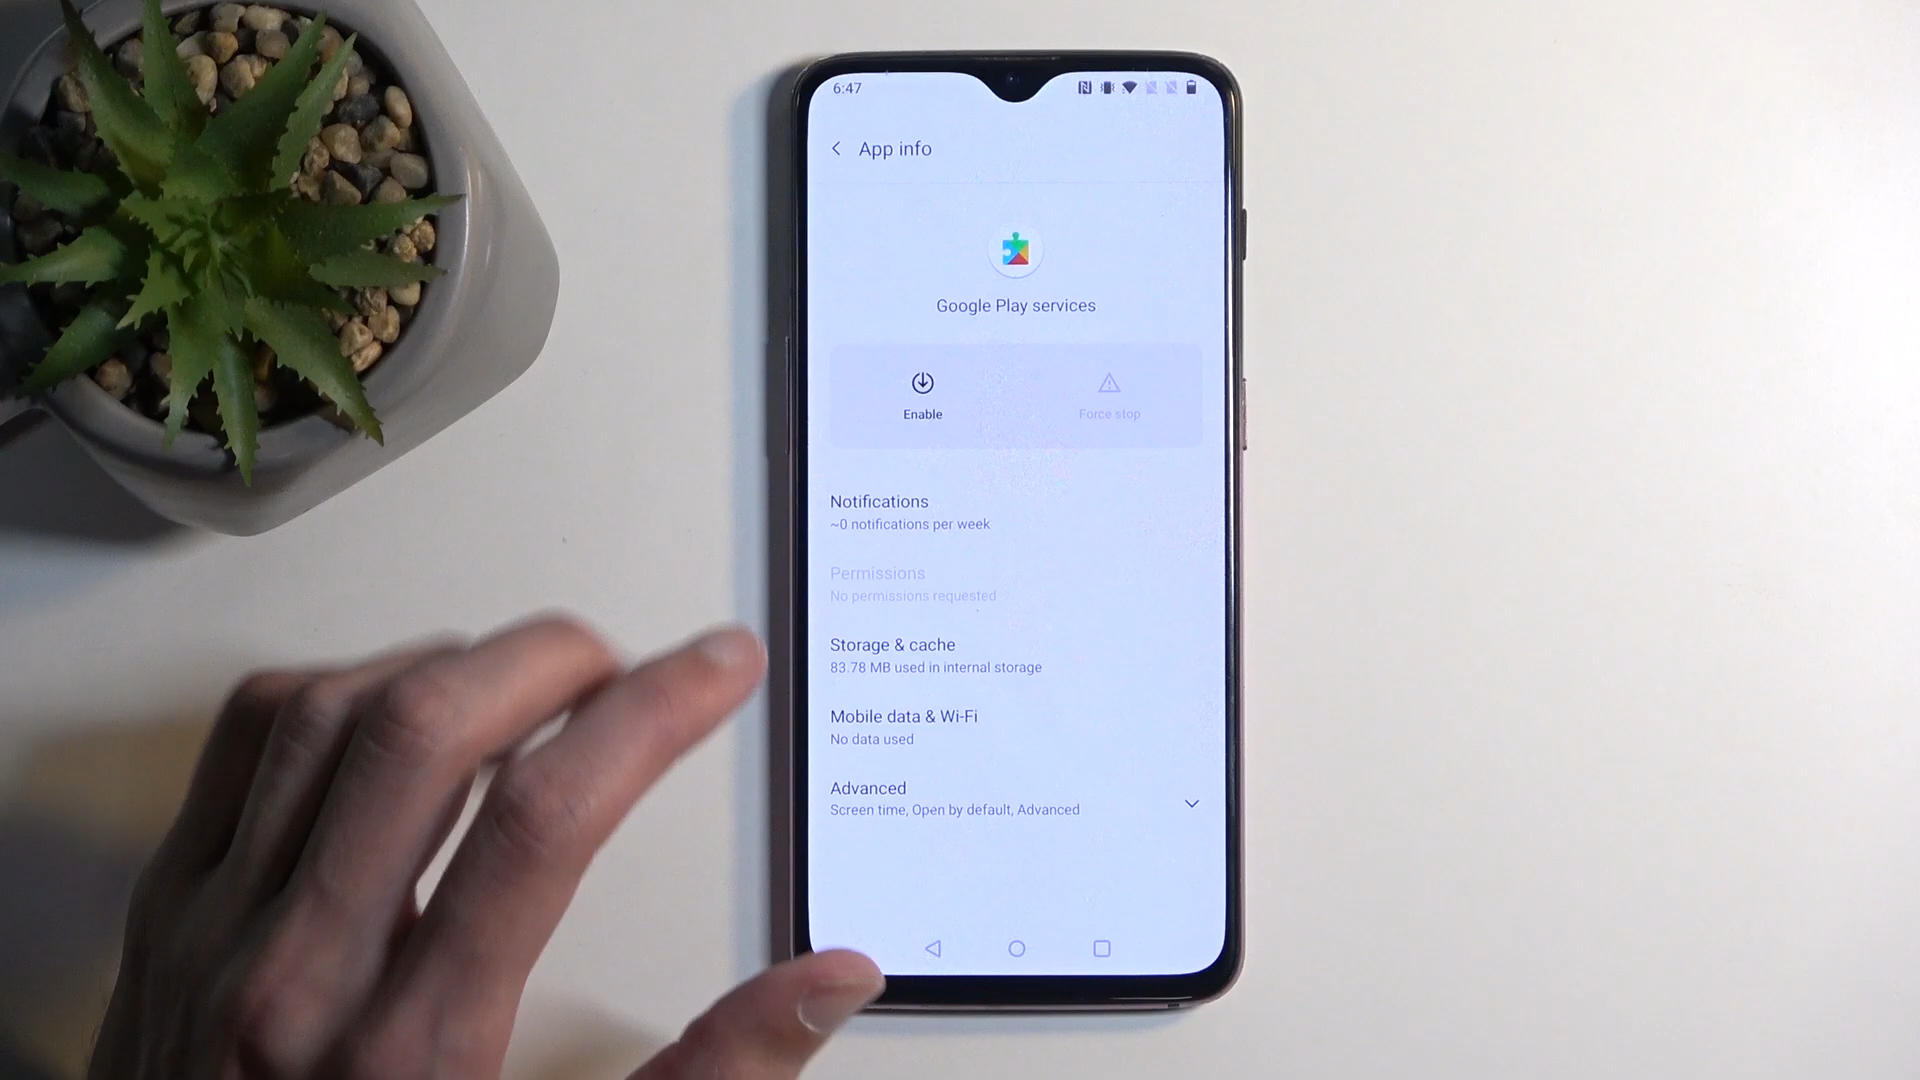 6:47
App info
Google Play services
Enable
Force stop
Notifications
~0 notifications per week
Permissions
No permissions requested
Storage & cache
83.78 MB used in internal storage
Mobile data & Wi-Fi
No data used
Advanced
Screen time, Open by default, Advanced